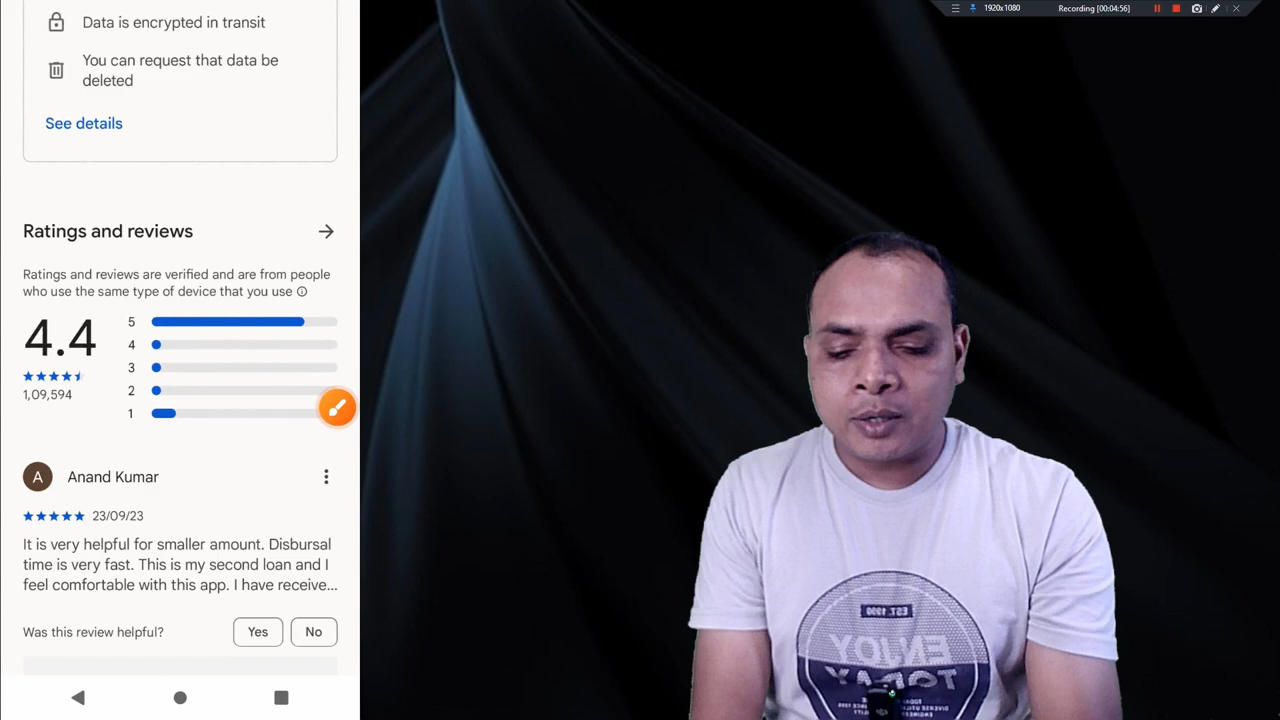 1920x1080
Recording [00:04:56]
Data is encrypted in transit
You can request that data be
deleted
See details
Ratings and reviews
Ratings and reviews are verified and are from people
who use the same type of device that you use
4.4
5
4
3
2
1
1,09,594
A
Anand Kumar
23/09/23
It is very helpful for smaller amount. Disbursal
time is very fast. This is my second loan and I
feel comfortable with this app. I have receive...
Was this review helpful?
Yes
No
EST. 1990
ENJOY
TODAY